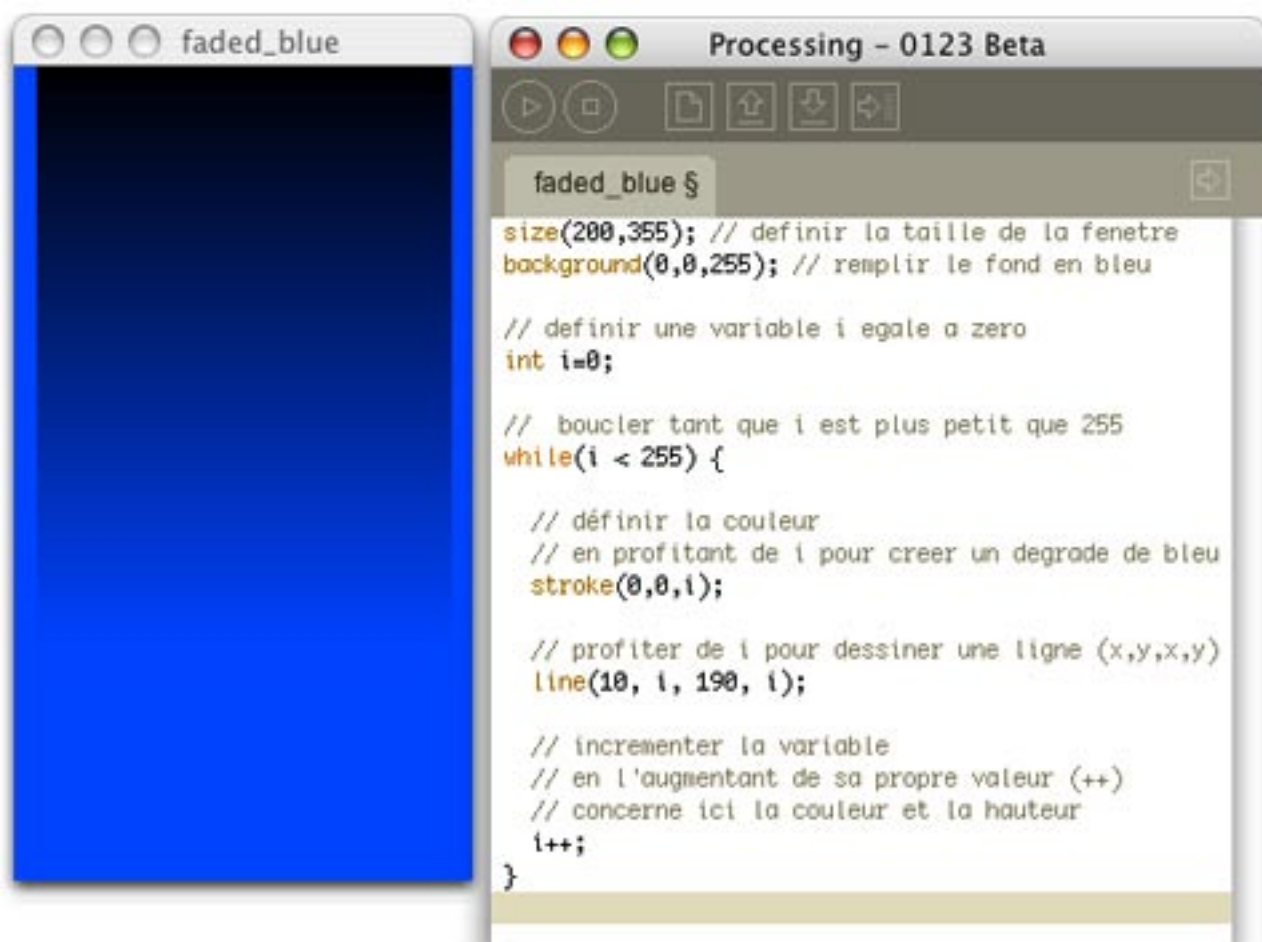 faded_blue
Processing – 0123 Beta
faded_blue §
size(200,355); // definir la taille de la fenetre
background(0,0,255); // remplir le fond en bleu
// definir une variable i egale a zero
int i=0;
//  boucler tant que i est plus petit que 255
while(i < 255) {
// définir la couleur
// en profitant de i pour creer un degrade de bleu
stroke(0,0,i);
// profiter de i pour dessiner une ligne (x,y,x,y)
line(10, i, 190, i);
// incrementer la variable
// en l'augmentant de sa propre valeur (++)
// concerne ici la couleur et la hauteur
i++;
}